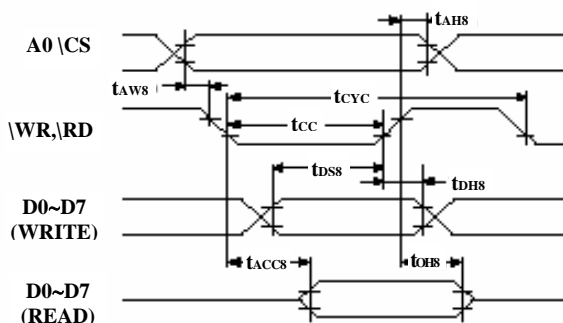 tAH8
A0 \CS
tAW8
tCYC
\WR,\RD
tCC
tDS8
tDH8
D0~D7
(WRITE)
tACC8
tOH8
D0~D7
(READ)